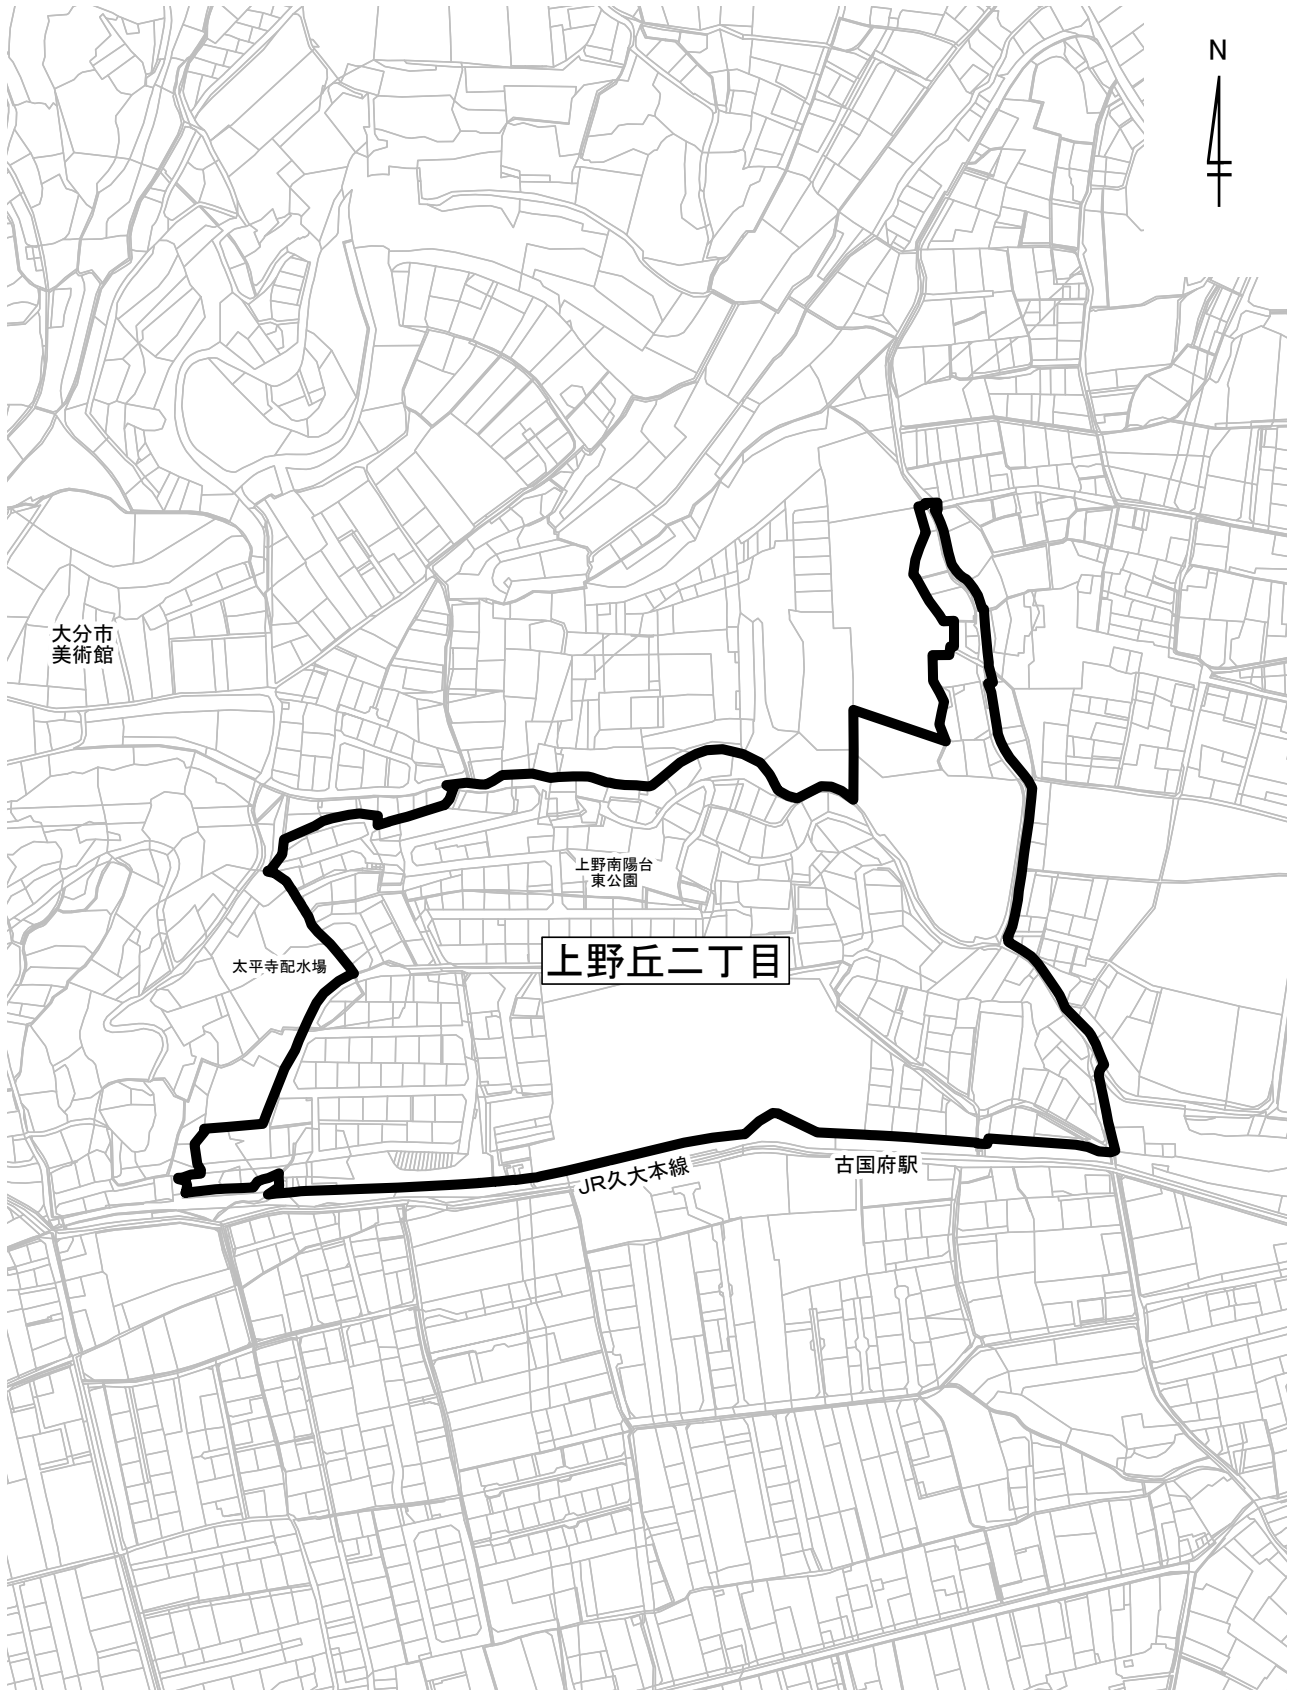 N
大分市
美術館
上野南陽台
東公園
上野丘二丁目
太平寺配水場
JR久大本線
古国府駅